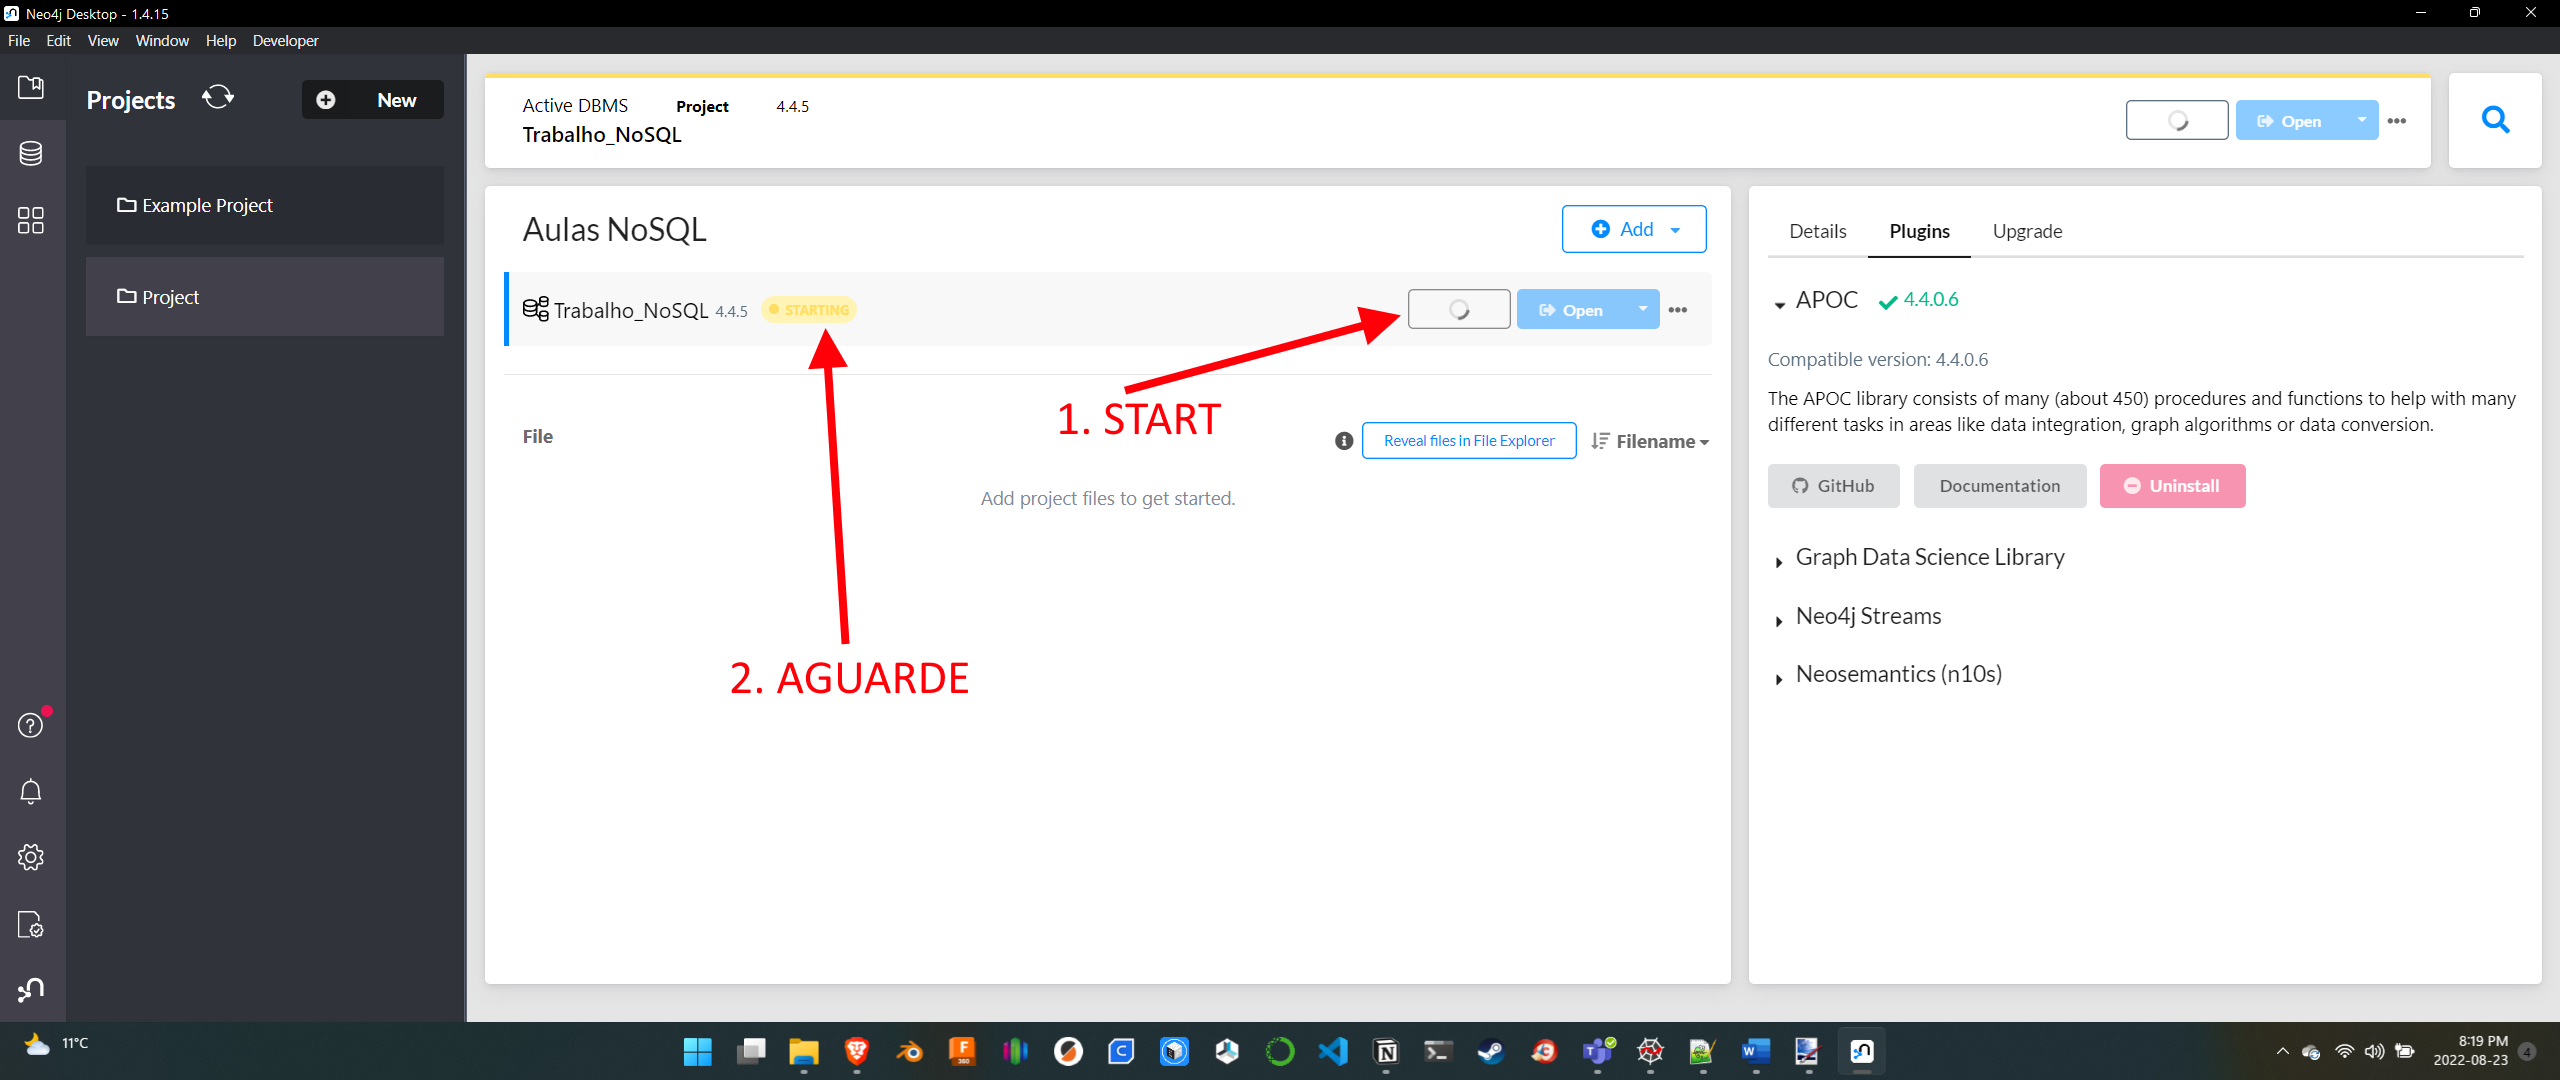 Neo4j Desktop - 1.4.15
File Edit View Window Help Developer
Projects
New
Example Project
Project
Active DBMS Project 4.4.5
Trabalho_NoSQL
Open
Aulas NoSQL
Add
Trabalho_NoSQL 4.4.5 STARTING
Open
1. START
File
Reveal files in File Explorer
Filename
Add project files to get started.
2. AGUARDE
Details Plugins Upgrade
APOC 4.4.0.6
Compatible version: 4.4.0.6
The APOC library consists of many (about 450) procedures and functions to help with many
different tasks in areas like data integration, graph algorithms or data conversion.
GitHub Documentation Uninstall
Graph Data Science Library
Neo4j Streams
Neosemantics (n10s)
11°C
8:19 PM
2022-08-23
4